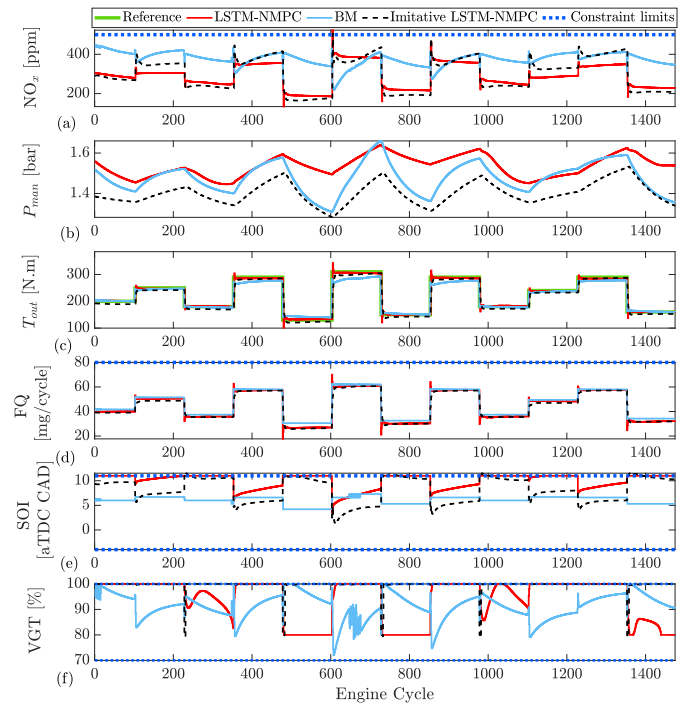 Reference LSTM-NMPC BM Imitative LSTM-NMPC Constraint limits
NOx [ppm]
400
200
0 200 400 600 800 1000 1200 1400
(a)
Pman [bar]
1.6
1.4
0 200 400 600 800 1000 1200 1400
(b)
Tout [N.m]
300
200
100
0 200 400 600 800 1000 1200 1400
(c)
FQ
[mg/cycle]
80
60
40
20
0 200 400 600 800 1000 1200 1400
(d)
SOI
[aTDC CAD]
10
5
0
0 200 400 600 800 1000 1200 1400
(e)
VGT [%]
100
90
80
70
0 200 400 600 800 1000 1200 1400
(f)
Engine Cycle